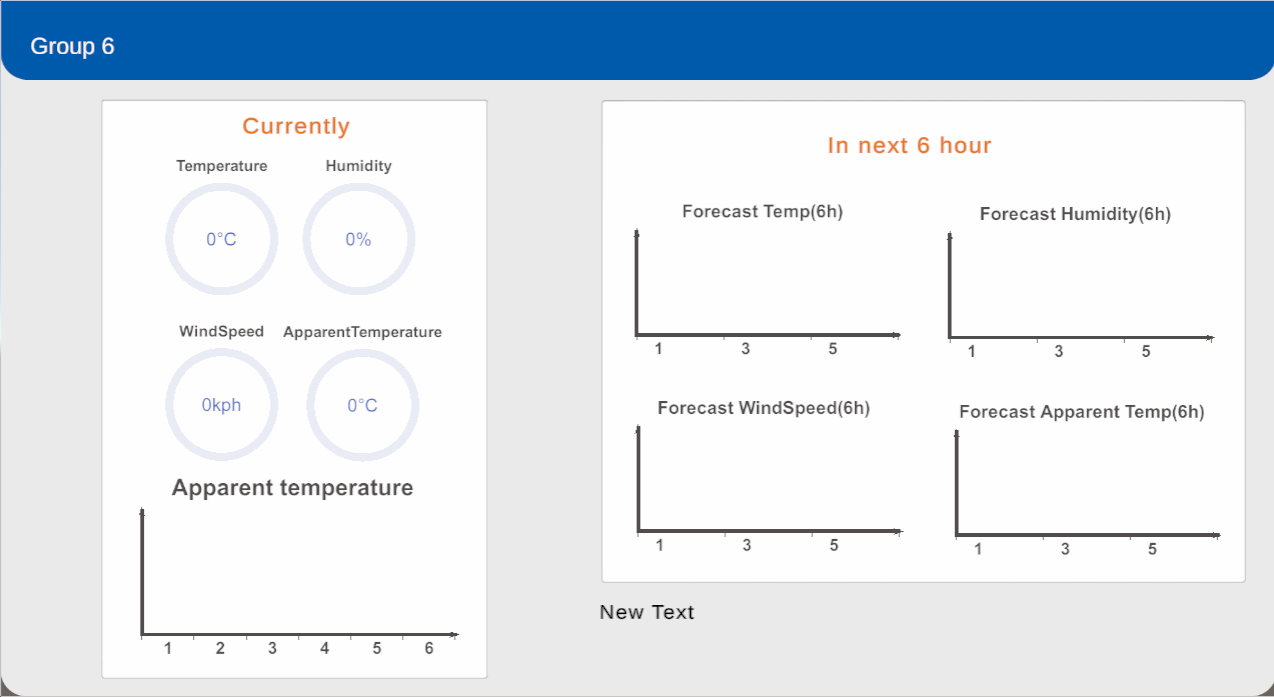 Group 6
Currently
Temperature Humidity
0°C 0%
WindSpeed ApparentTemperature
0kph 0°C
Apparent temperature
1 2 3 4 5 6
In next 6 hour
Forecast Temp(6h) Forecast Humidity(6h)
1 3 5 1 3 5
Forecast WindSpeed(6h) Forecast Apparent Temp(6h)
1 3 5 1 3 5
New Text